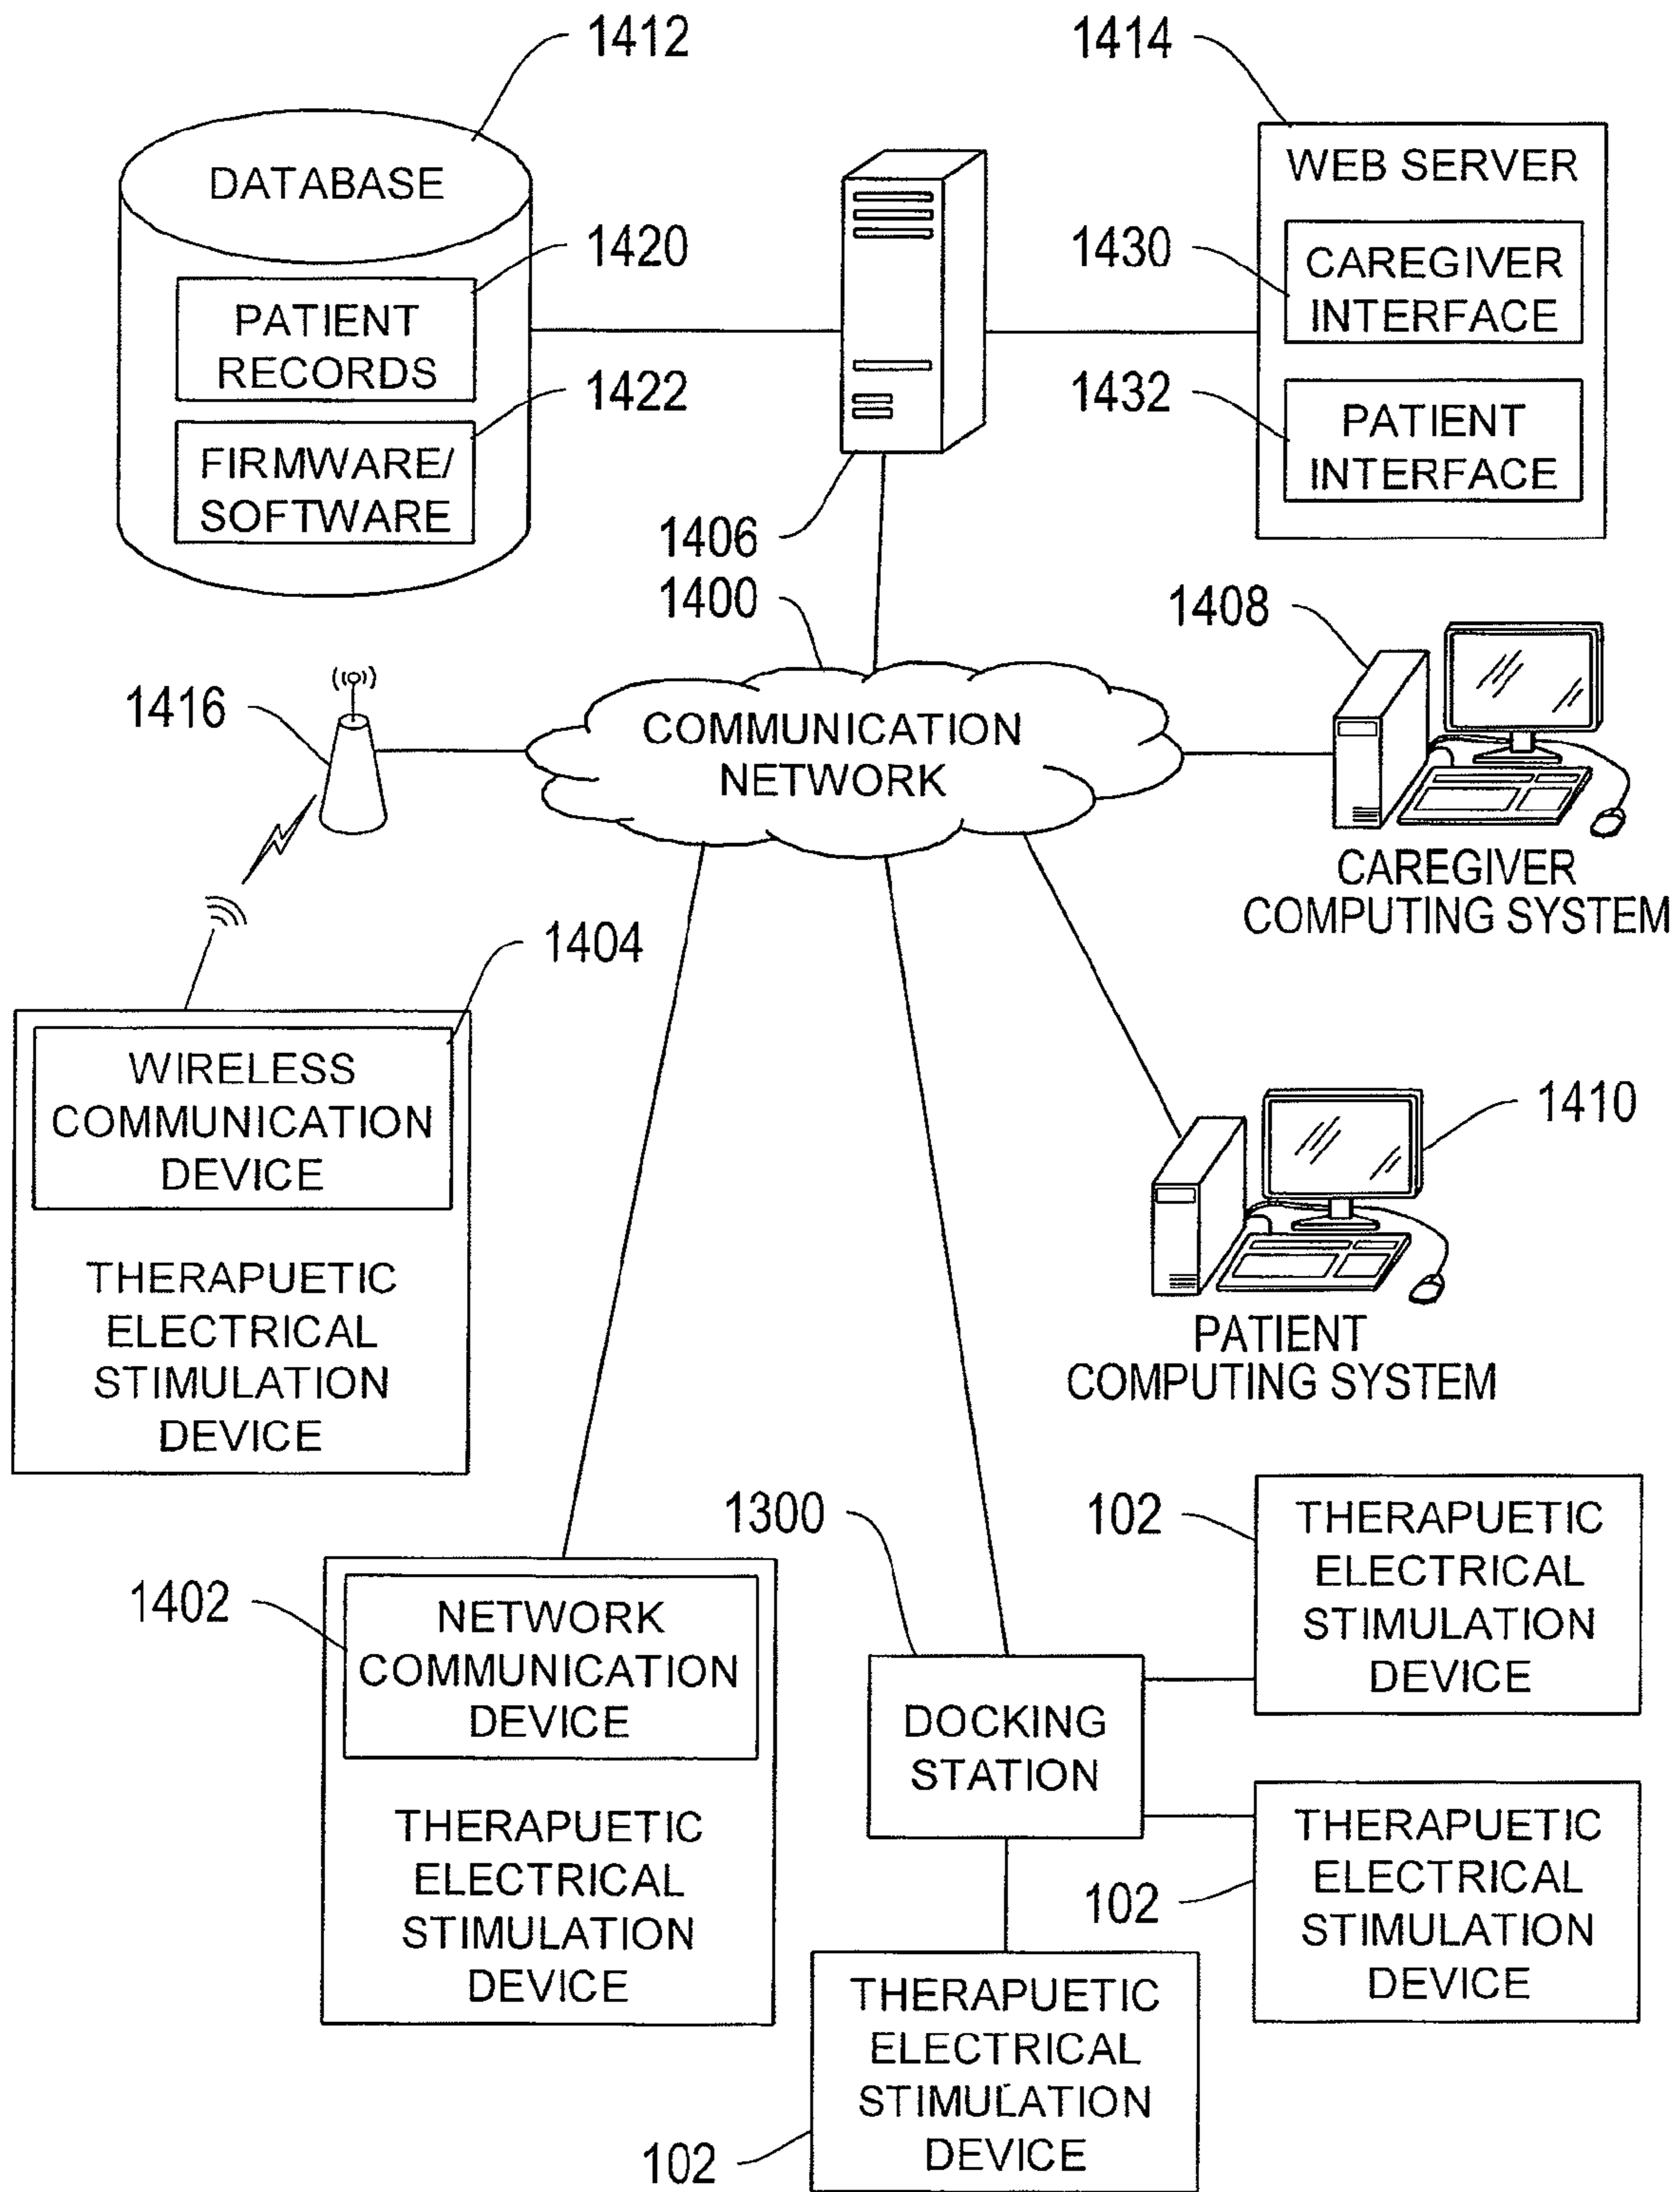 1412
1414
DATABASE
WEB SERVER
1420
1430
CAREGIVER
INTERFACE
PATIENT
RECORDS
1422
1432
PATIENT
INTERFACE
FIRMWARE/
SOFTWARE
1406
1400
1408
1416
COMMUNICATION
NETWORK
CAREGIVER
COMPUTING SYSTEM
1404
WIRELESS
COMMUNICATION
DEVICE
THERAPUETIC
ELECTRICAL
STIMULATION
DEVICE
1410
PATIENT
COMPUTING SYSTEM
1300
102
THERAPUETIC
ELECTRICAL
STIMULATION
DEVICE
1402
NETWORK
COMMUNICATION
DEVICE
THERAPUETIC
ELECTRICAL
STIMULATION
DEVICE
DOCKING
STATION
102
THERAPUETIC
ELECTRICAL
STIMULATION
DEVICE
102
THERAPUETIC
ELECTRICAL
STIMULATION
DEVICE